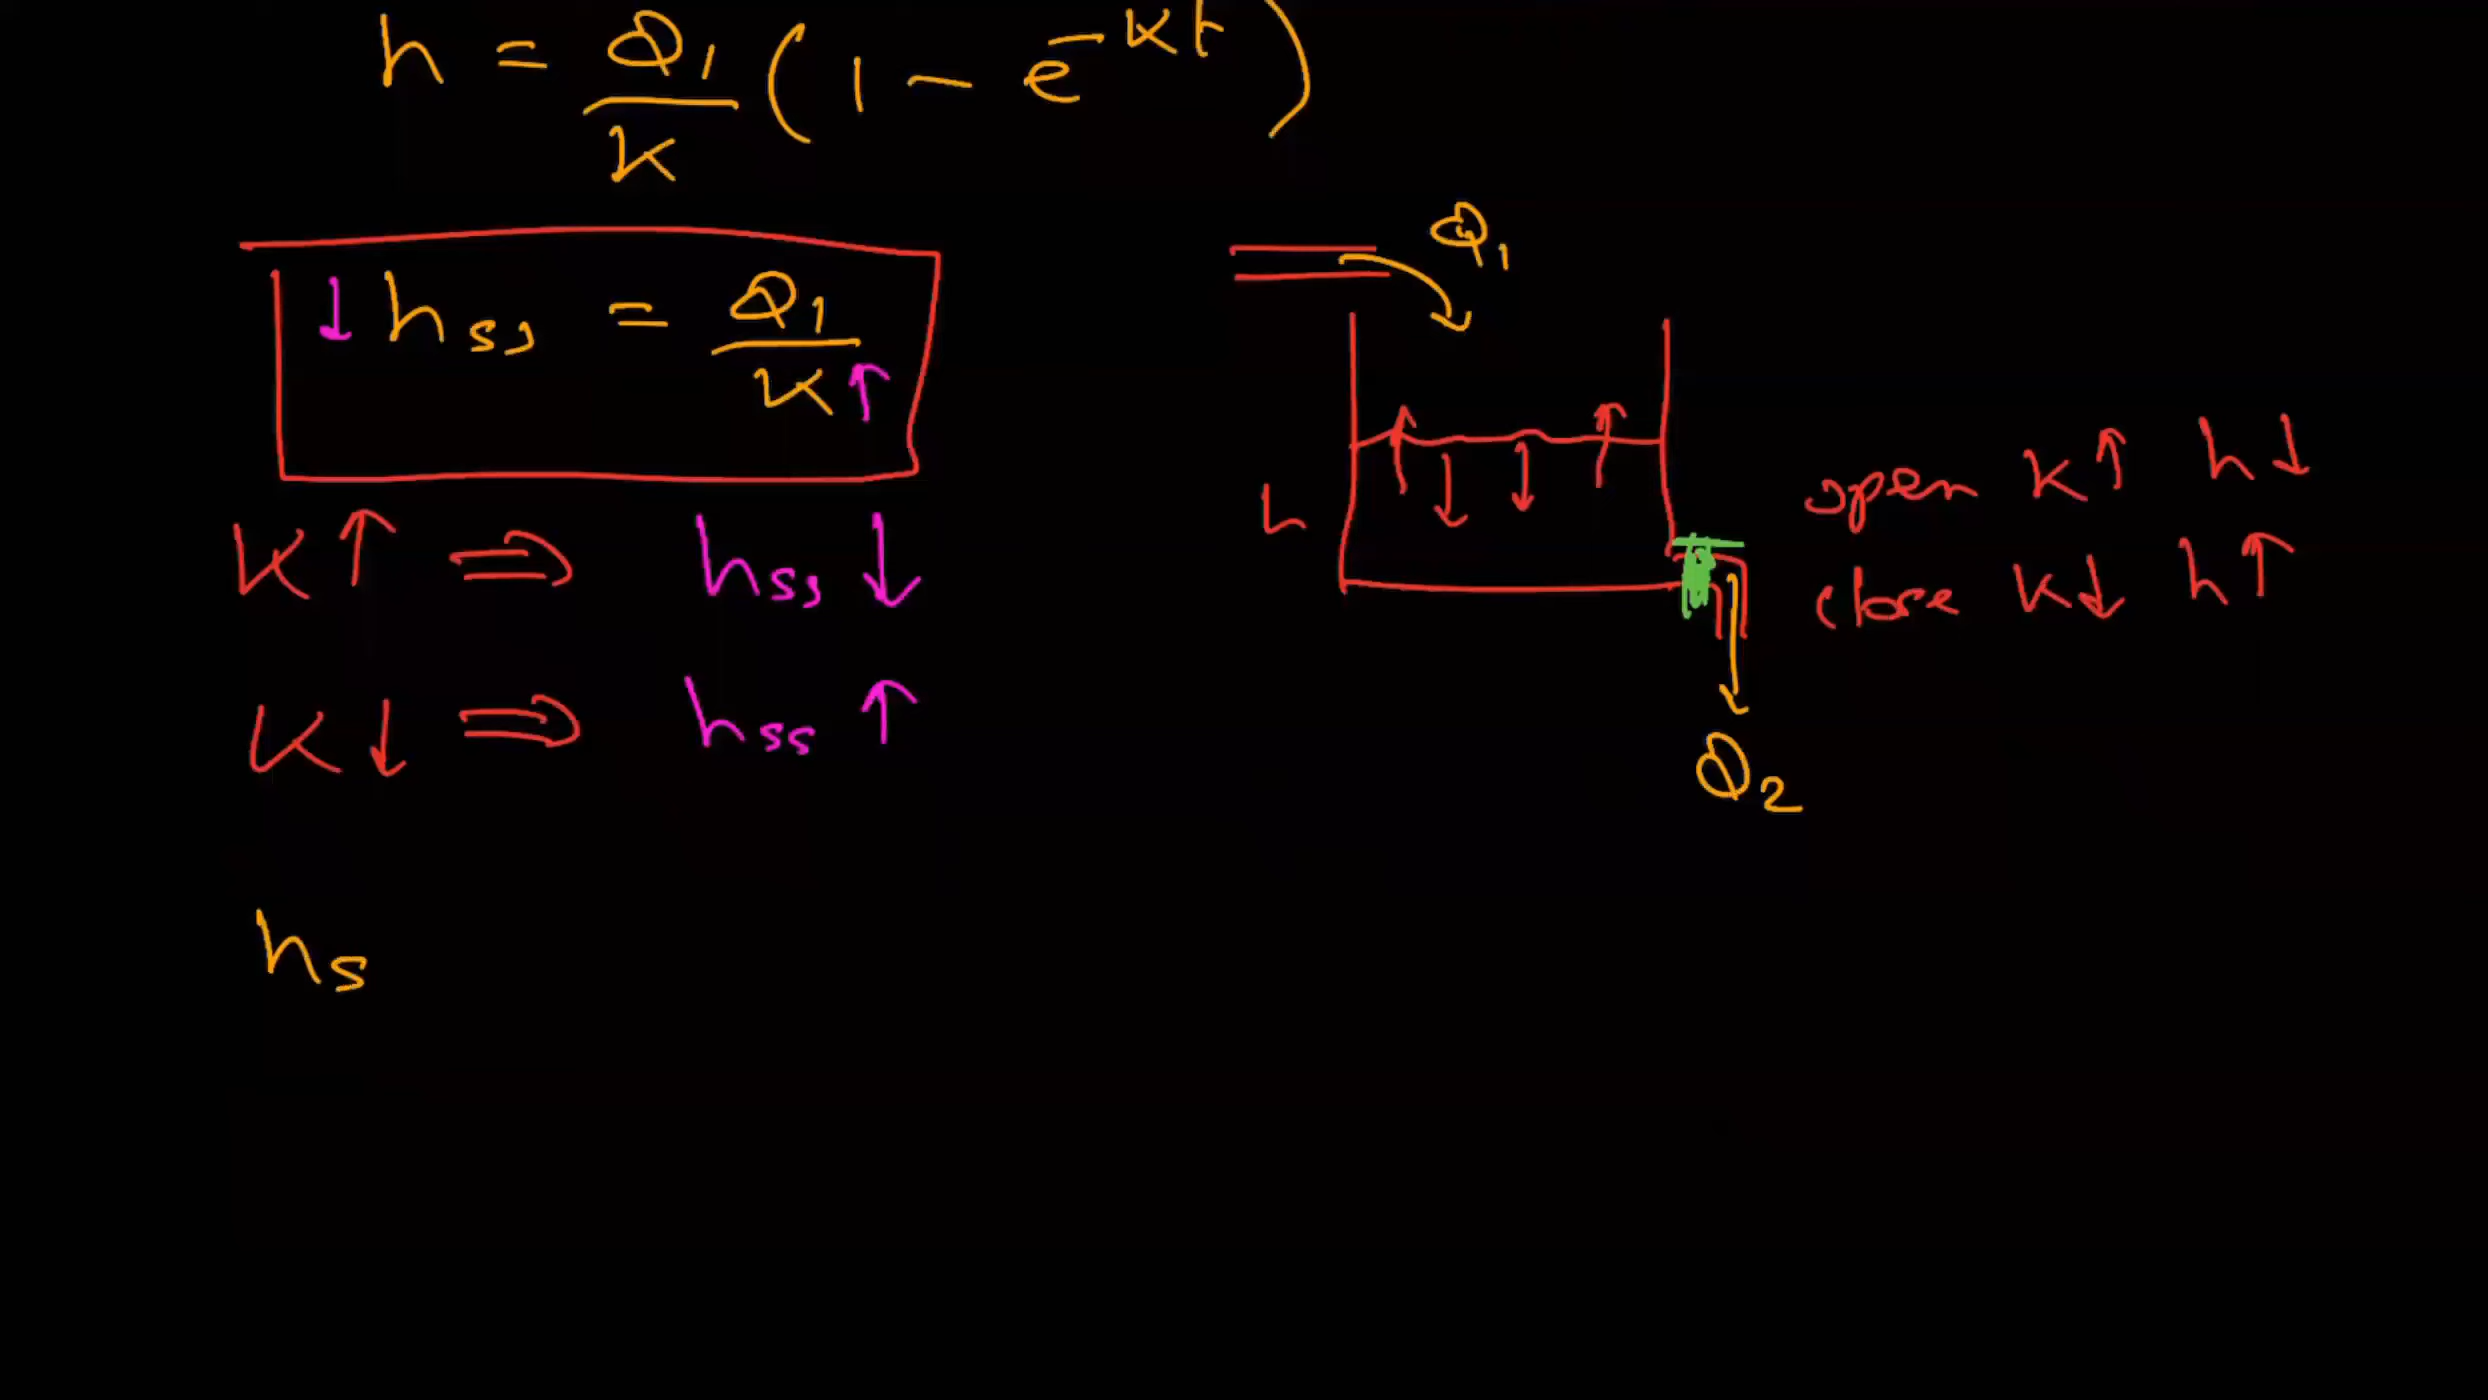 h = Q₁/K (1 − e^−Kt)
↓ hss = Q₁/K ↑
K ↑ ⇒ hss ↓
K ↓ ⇒ hss ↑
hs
Q₁
h
open K ↑ h ↓
close K ↓ h ↑
Q₂